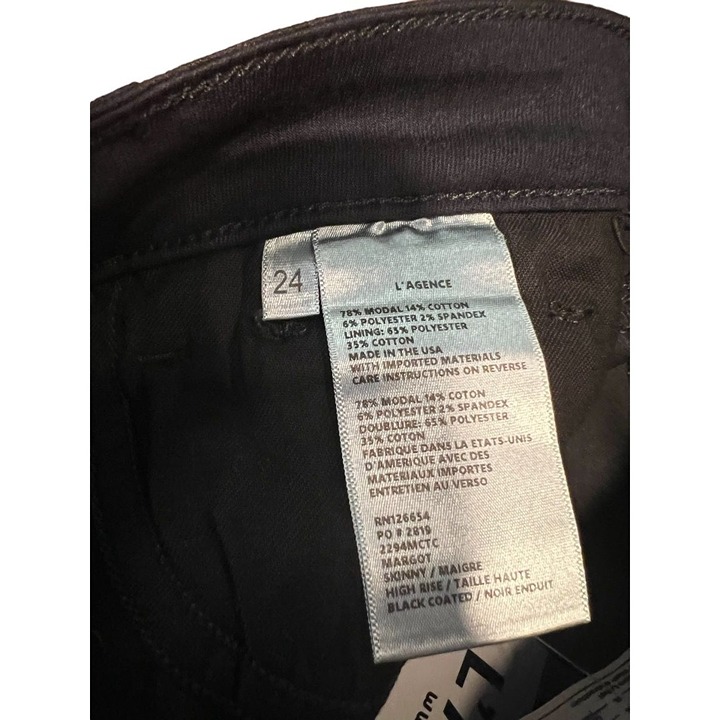 24
L'AGENCE
78% MODAL 14% COTTON
6% POLYESTER 2% SPANDEX
LINING: 65% POLYESTER
35% COTTON
MADE IN THE USA
WITH IMPORTED MATERIALS
CARE INSTRUCTIONS ON REVERSE
78% MODAL 14% COTON
6% POLYESTER 2% SPANDEX
DOUBLURE: 65% POLYESTER
35% COTON
FABRIQUE DANS LA ETATS-UNIS
D'AMERIQUE AVEC DES
MATERIAUX IMPORTES
ENTRETIEN AU VERSO
RN126654
PO # 2819
2294MCTC
MARGOT
SKINNY / MAIGRE
HIGH RISE / TAILLE HAUTE
BLACK COATED / NOIR ENDUIT